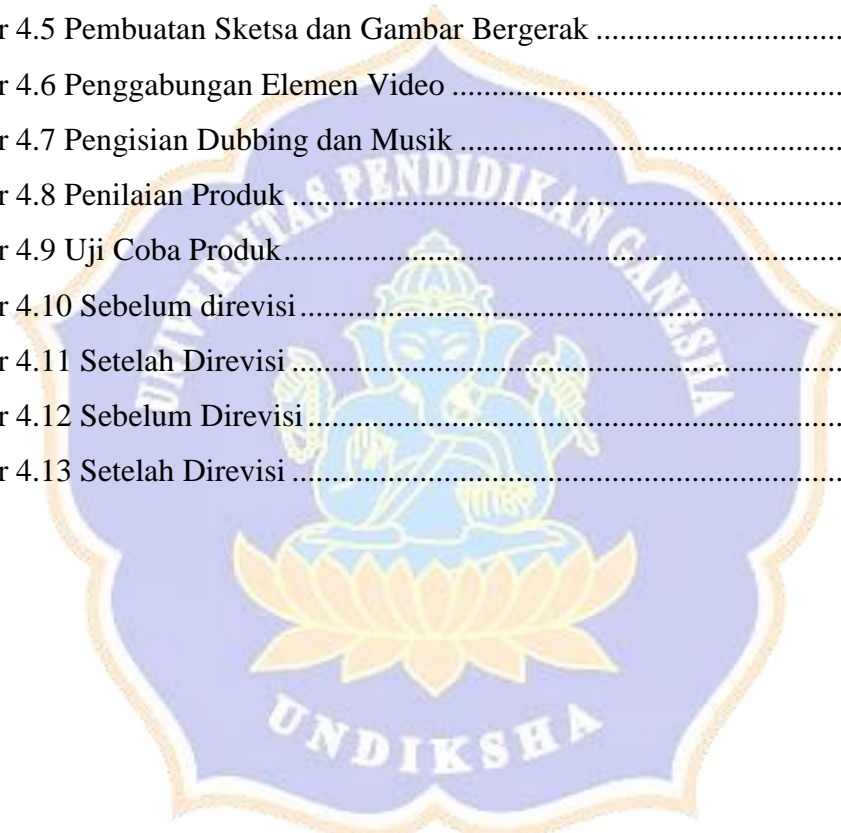 r 4.5 Pembuatan Sketsa dan Gambar Bergerak ..............................
r 4.6 Penggabungan Elemen Video ................................................
r 4.7 Pengisian Dubbing dan Musik ...............................................
r 4.8 Penilaian Produk ....................................................................
r 4.9 Uji Coba Produk.....................................................................
r 4.10 Sebelum direvisi...................................................................
r 4.11 Setelah Direvisi ....................................................................
r 4.12 Sebelum Direvisi ..................................................................
r 4.13 Setelah Direvisi ....................................................................
UNIVERSITAS PENDIDIKAN GANESHA
UNDIKSHA